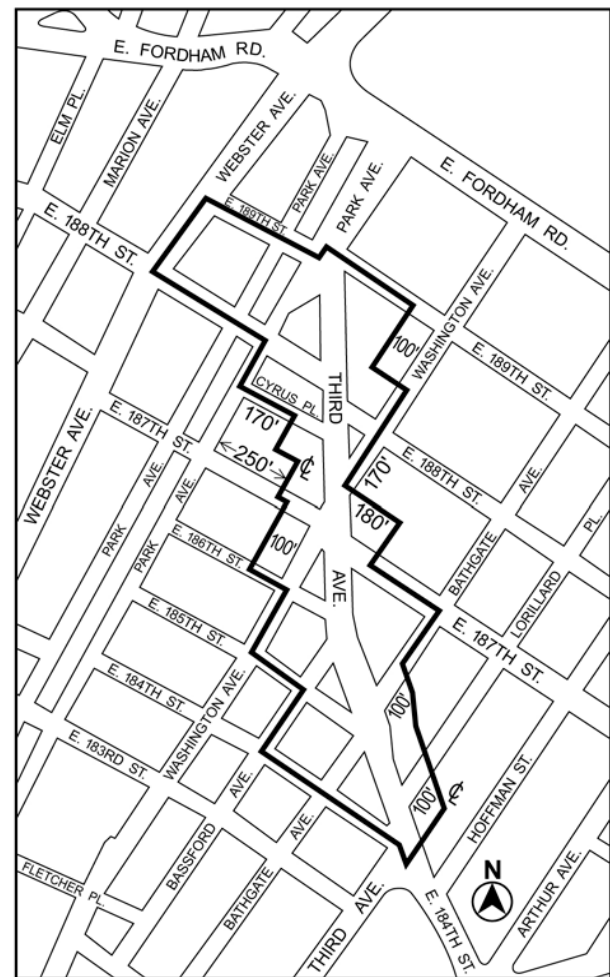 E. FORDHAM RD.
ELM PL.
MARION AVE.
WEBSTER AVE.
PARK AVE.
PARK AVE.
E. FORDHAM RD.
E. 188TH ST.
E. 189TH ST.
WASHINGTON AVE.
100'
E. 189TH ST.
THIRD
CYRUS PL.
170'
250'
℄
E. 187TH ST.
WEBSTER AVE.
170'
180'
E. 188TH ST.
AVE.
PL.
BATHGATE
LORILLARD
PARK AVE.
PARK AVE.
E. 186TH ST.
100'
AVE.
E. 185TH ST.
E. 187TH ST.
E. 184TH ST.
WASHINGTON AVE.
100'
E. 183RD ST.
100'
℄
HOFFMAN ST.
AVE.
BASSFORD
AVE.
BATHGATE
FLETCHER PL.
THIRD AVE.
E. 184TH ST.
N
ARTHUR AVE.